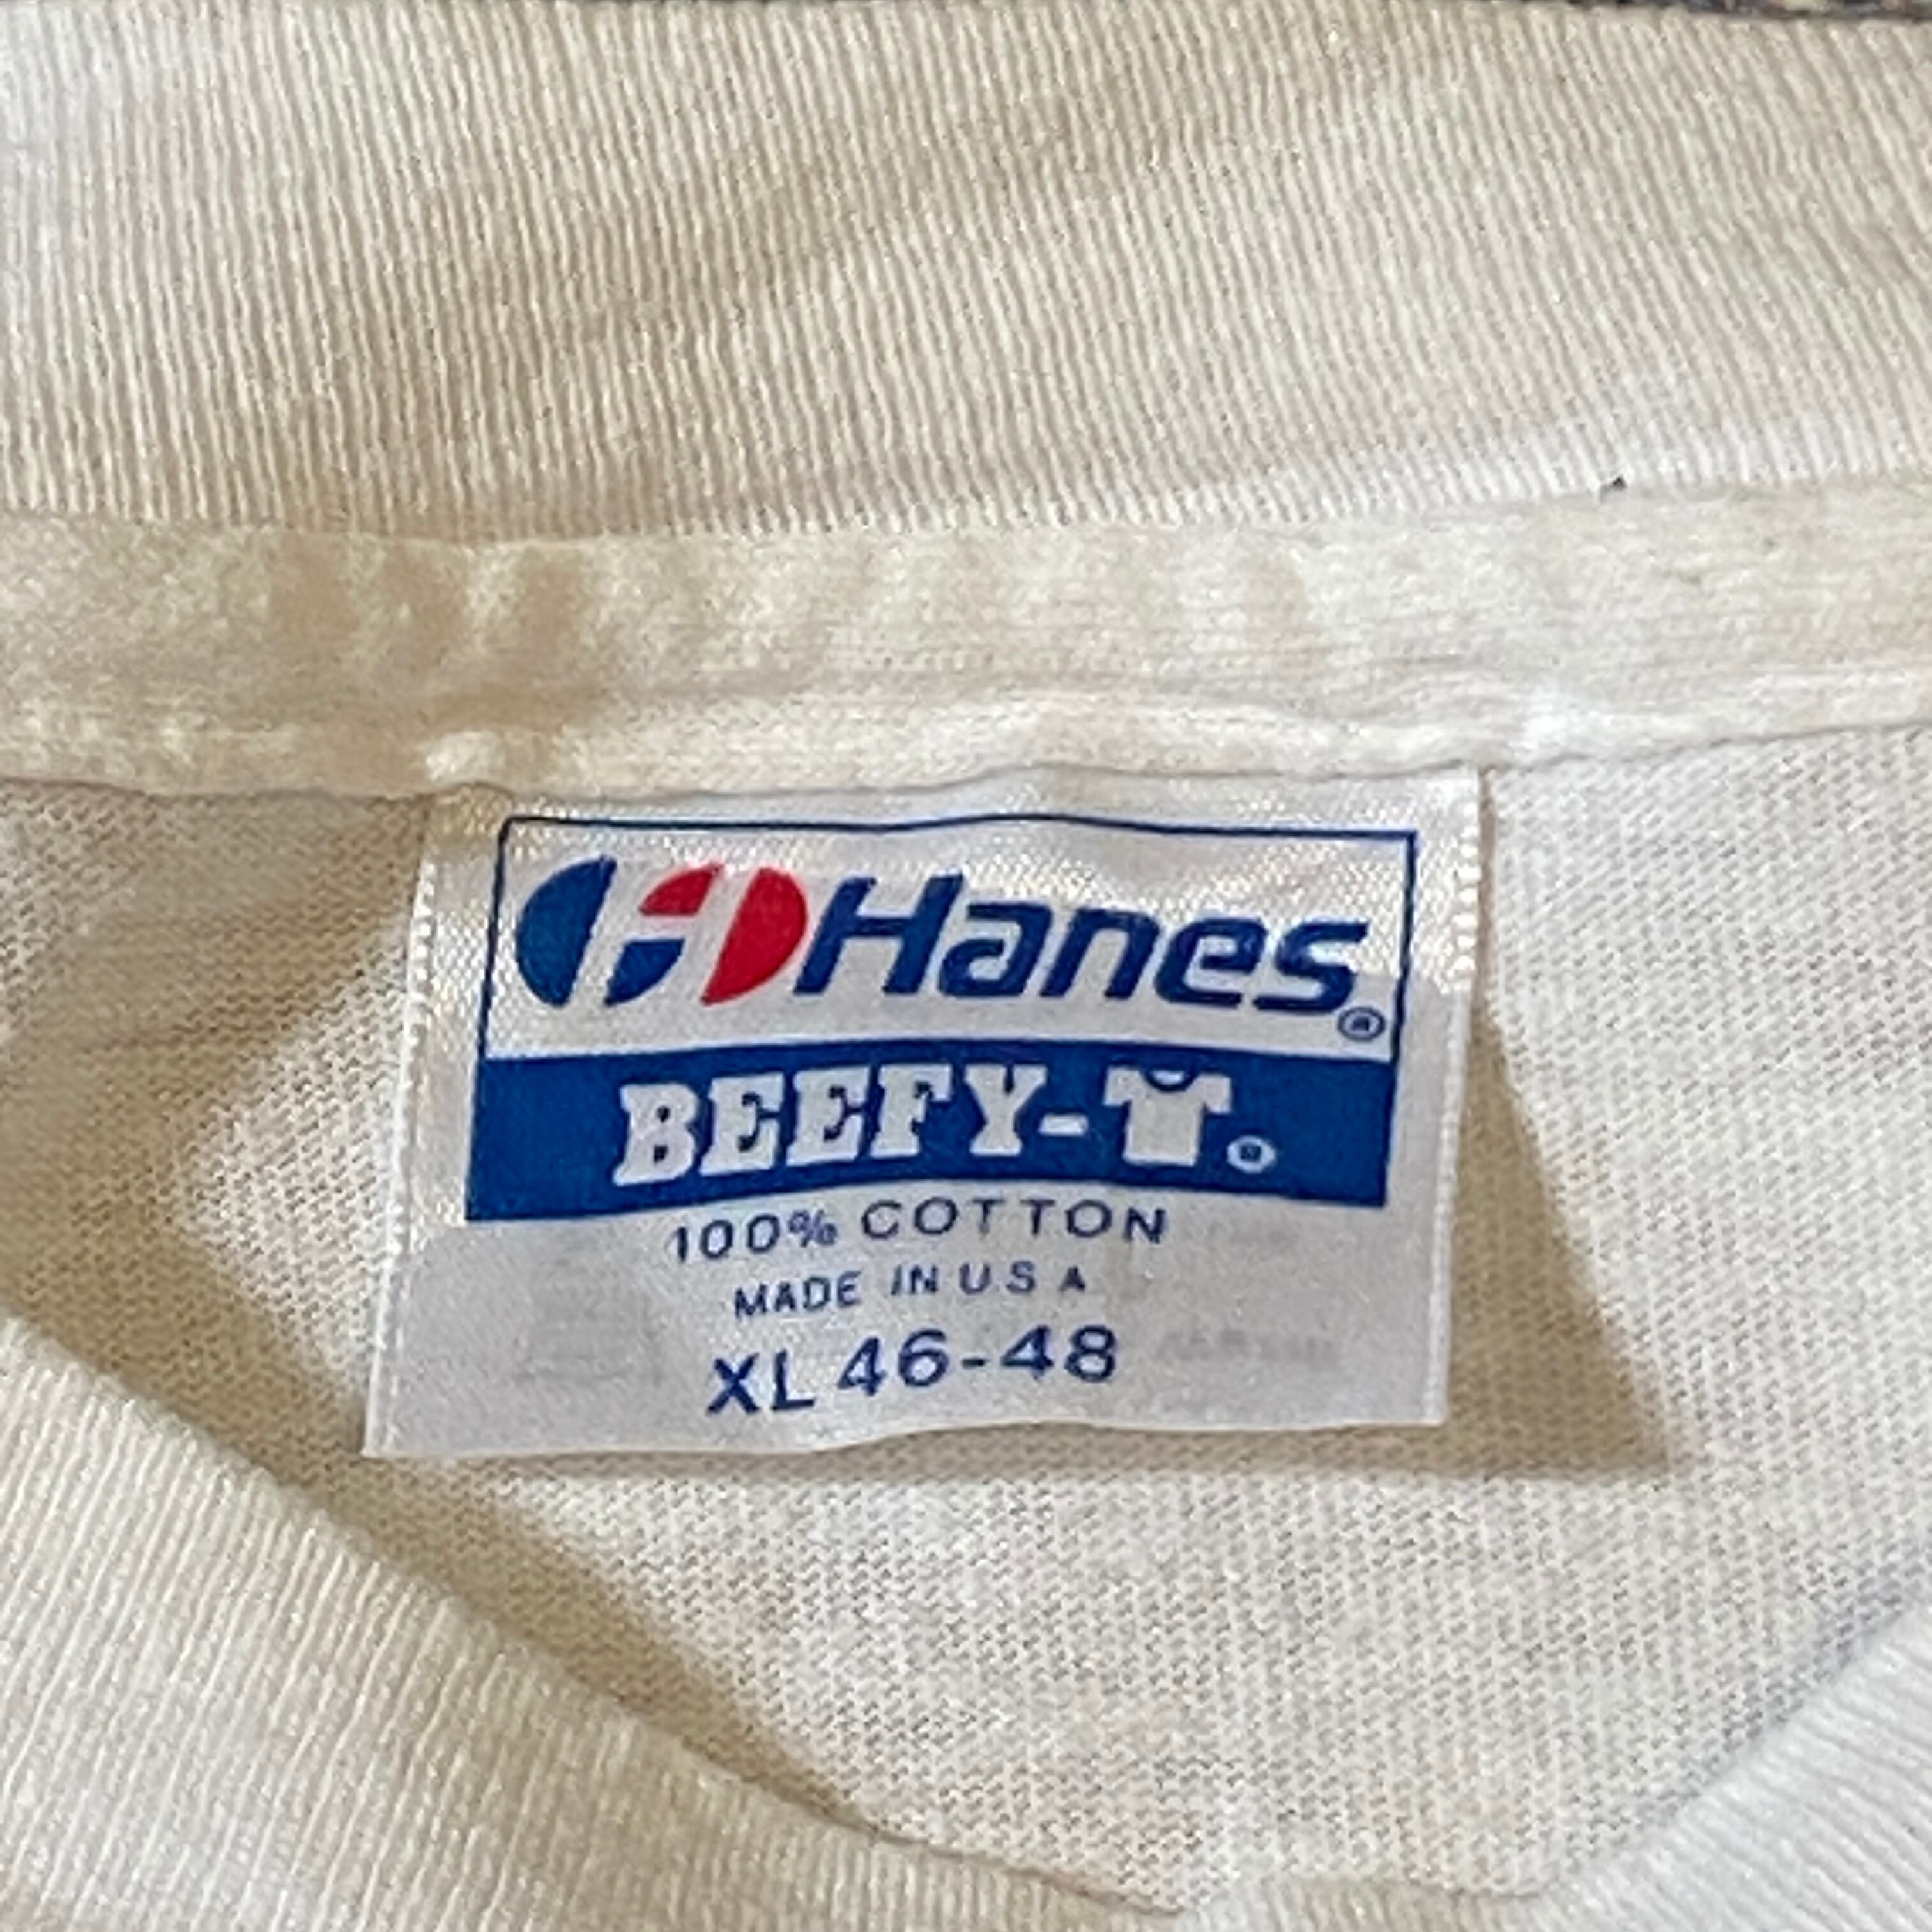 Hanes®
BEEFY-T®
100% COTTON
MADE IN U S A
XL 46-48